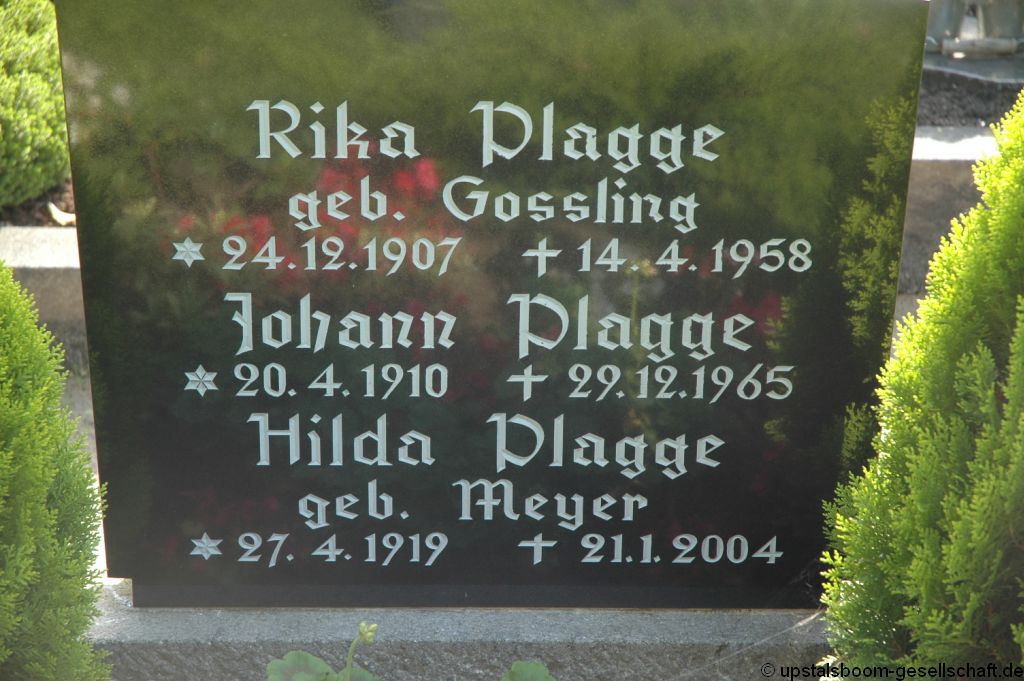 Rika Plagge
geb. Gossling
* 24.12.1907 † 14. 4. 1958
Johann Plagge
* 20. 4. 1910 † 29.12.1965
Hilda Plagge
geb. Meyer
* 27. 4. 1919 † 21.1. 2004
© upstalsboom-gesellschaft.de